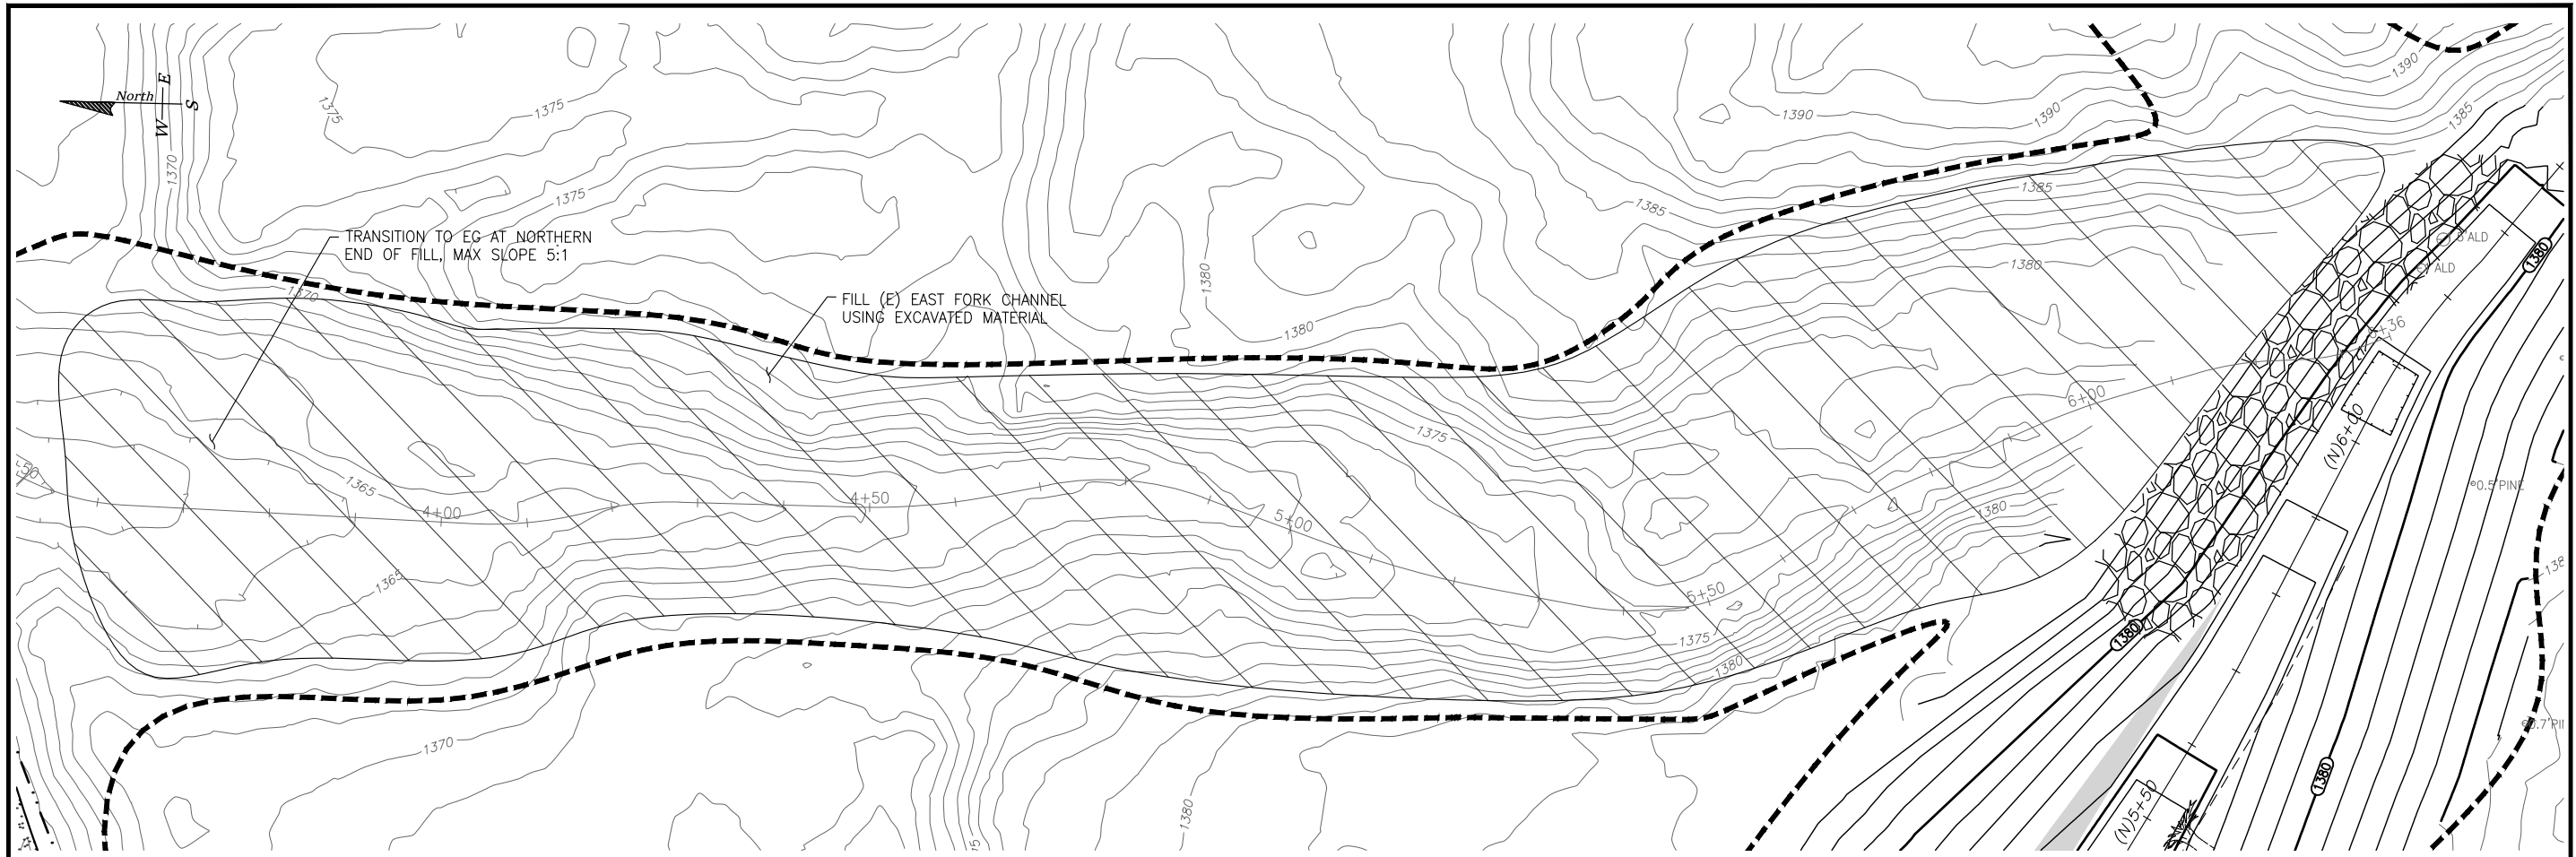 North
E
W
S
1375
1375
1370
1375
1390
1390
1390
1385
1385
1385
TRANSITION TO EG AT NORTHERN
END OF FILL, MAX SLOPE 5:1
1370
FILL (E) EAST FORK CHANNEL
USING EXCAVATED MATERIAL
1380
1380
1380
1380
ALD
ALD
6+00
1375
(N)6+00
1365
4+00
4+50
5+00
1380
0.5'PINE
1365
5+50
1375
1380
1380
1370
1380
1380
(N)5+50